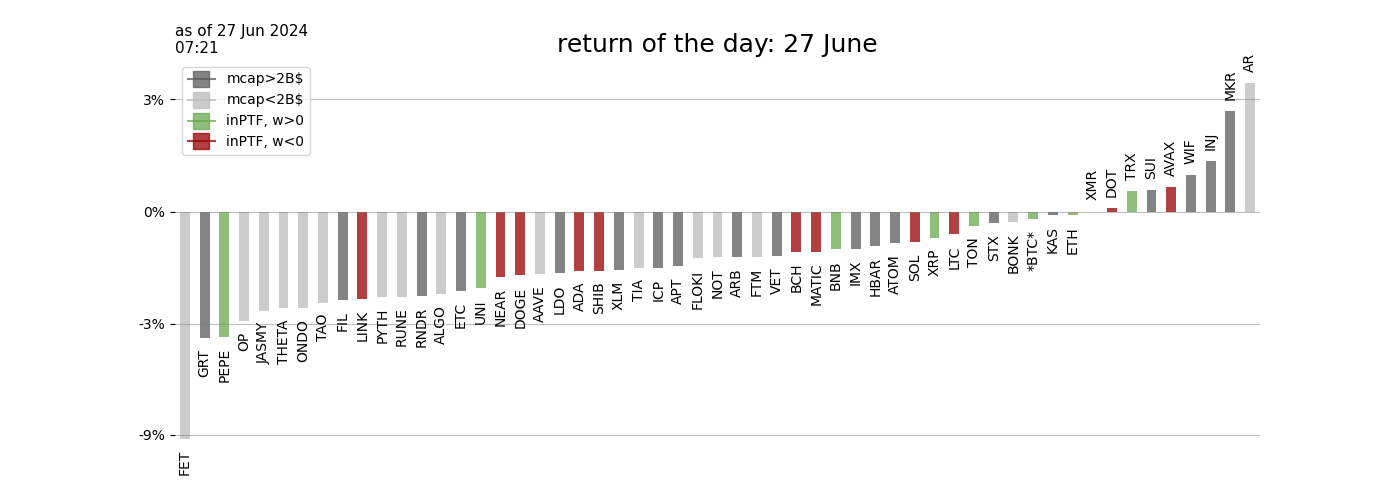 as of 27 Jun 2024
07:21
return of the day: 27 June
mcap>2B$
mcap<2B$
inPTF, w>0
inPTF, w<0
3%
0%
-3%
-9%
FET
GRT
PEPE
OP
JASMY
THETA
ONDO
TAO
FIL
LINK
PYTH
RUNE
RNDR
ALGO
ETC
UNI
NEAR
DOGE
AAVE
LDO
ADA
SHIB
XLM
TIA
ICP
APT
FLOKI
NOT
ARB
FTM
VET
BCH
MATIC
BNB
IMX
HBAR
ATOM
SOL
XRP
LTC
TON
STX
BONK
*BTC*
KAS
ETH
XMR
DOT
TRX
SUI
AVAX
WIF
INJ
MKR
AR